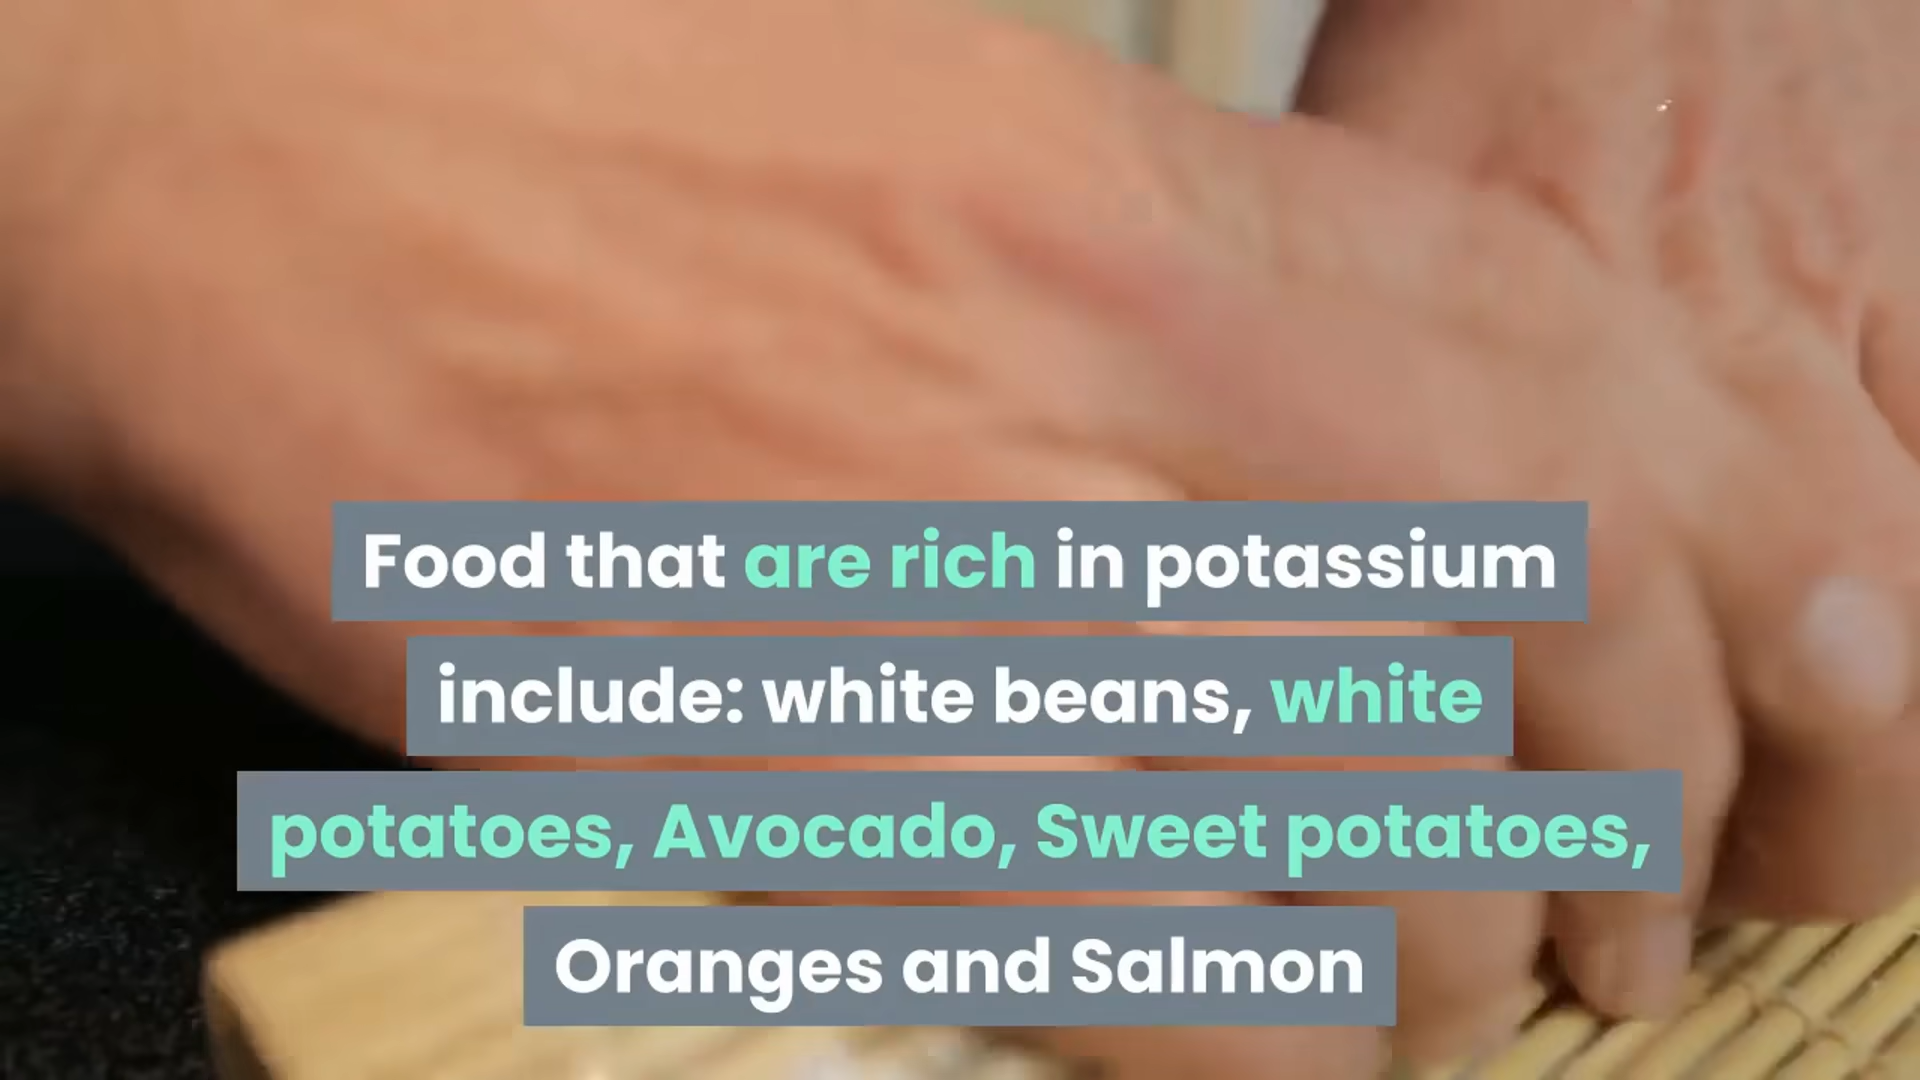 Food that are rich in potassium
include: white beans, white
potatoes, Avocado, Sweet potatoes,
Oranges and Salmon